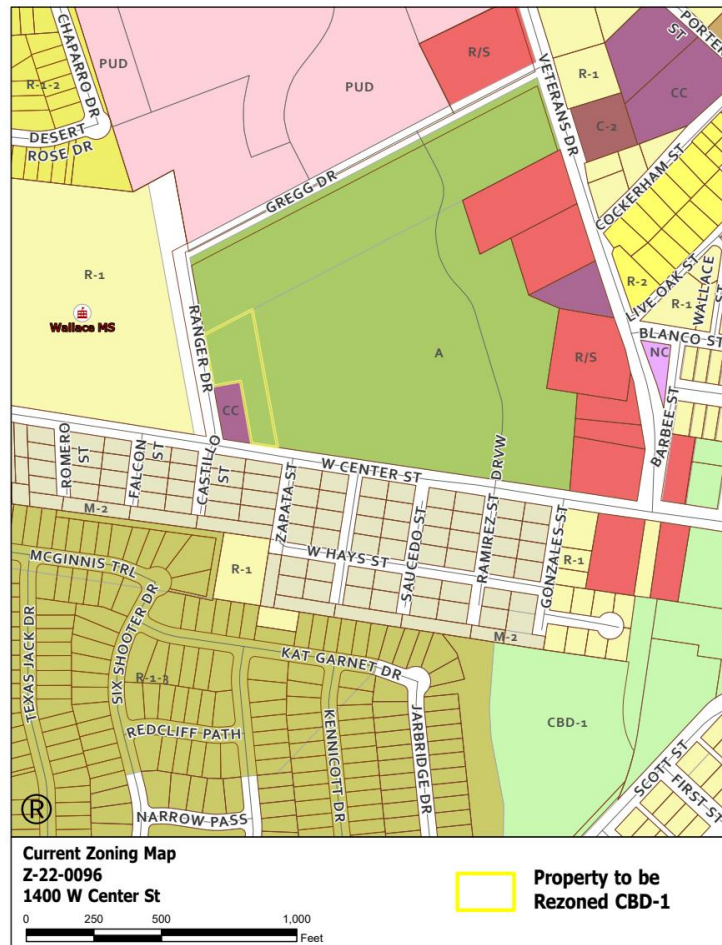 CHAPARRO DR
PORTER ST
PUD
R/S
R-1-2
PUD
R-1
CC
VETERANS DR
C-2
DESERT ROSE DR
GREGG DR
COCKERHAM ST
R-1
R-2
LIVE OAK ST
R-1
WALLACE ST
Wallace MS
RANGER DR
BLANCO ST
A
R/S
NC
CC
BARBEE ST
ROMERO ST
FALCON ST
CASTILLO ST
ZAPATA ST
W CENTER ST
DRVW
M-2
W HAYS ST
SAUCEDO ST
RAMIREZ ST
GONZALES ST
MCGINNIS TRL
R-1
R-1
M-2
TEXAS JACK DR
SIX SHOOTER DR
KAT GARNET DR
R-1-3
JARBRIDGE DR
CBD-1
REDCLIFF PATH
KENNICOTT DR
SCOTT ST
FIRST ST
NARROW PASS
®
Current Zoning Map
Z-22-0096
1400 W Center St
Property to be
Rezoned CBD-1
0 250 500 1,000
Feet